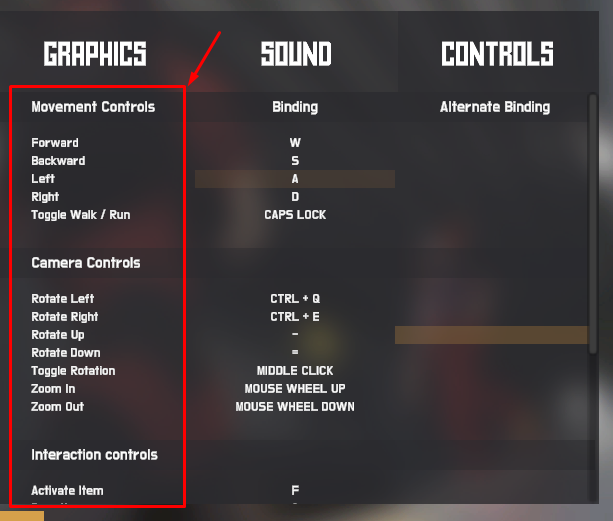 GRAPHICS SOUND CONTROLS
Movement Controls Binding Alternate Binding
Forward W
Backward S
Left A
Right D
Toggle Walk / Run CAPS LOCK
Camera Controls
Rotate Left CTRL + Q
Rotate Right CTRL + E
Rotate Up -
Rotate Down =
Toggle Rotation MIDDLE CLICK
Zoom In MOUSE WHEEL UP
Zoom Out MOUSE WHEEL DOWN
Interaction controls
Activate Item F